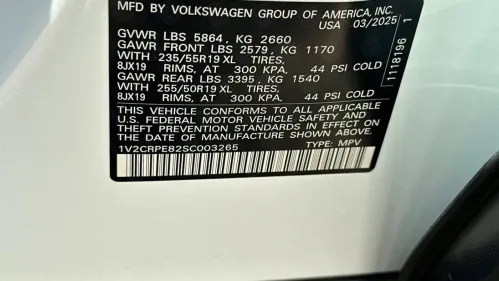 MFD BY VOLKSWAGEN GROUP OF AMERICA, INC.
USA 03/2025
GVWR LBS 5864, KG 2660
GAWR FRONT LBS 2579, KG 1170
WITH 235/55R19 XL TIRES,
8JX19 RIMS, AT 300 KPA, 44 PSI COLD
GAWR REAR LBS 3395, KG 1540
WITH 255/50R19 XL TIRES,
8JX19 RIMS, AT 300 KPA, 44 PSI COLD
THIS VEHICLE CONFORMS TO ALL APPLICABLE
U.S. FEDERAL MOTOR VEHICLE SAFETY AND
THEFT PREVENTION STANDARDS IN EFFECT ON
THE DATE OF MANUFACTURE SHOWN ABOVE.
1V2CRPE82SC003265 TYPE: MPV
1118196 1